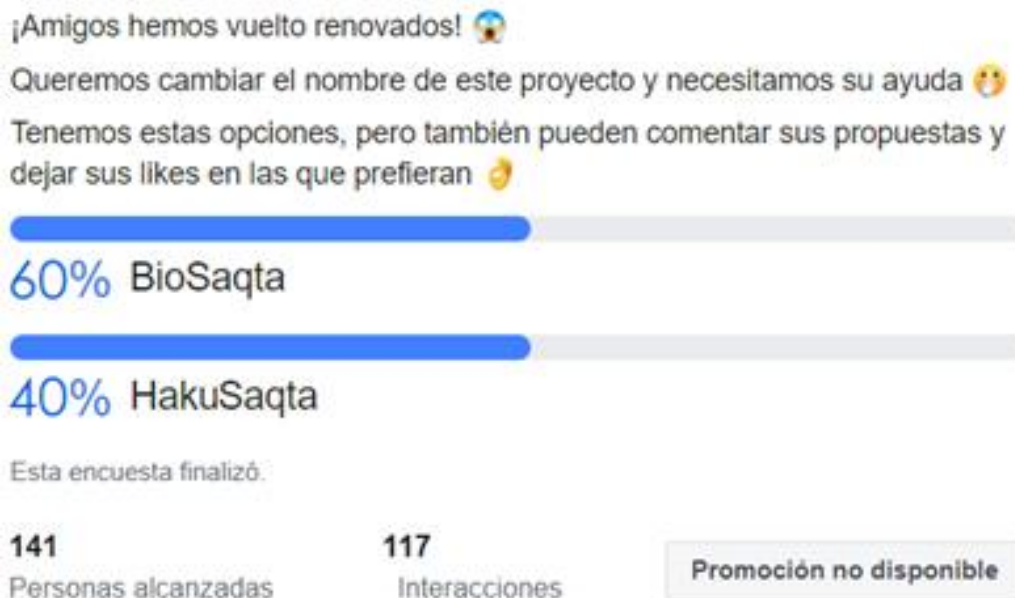 ¡Amigos hemos vuelto renovados! 😱
Queremos cambiar el nombre de este proyecto y necesitamos su ayuda 🤭
Tenemos estas opciones, pero también pueden comentar sus propuestas y
dejar sus likes en las que prefieran 👌
60% BioSaqta
40% HakuSaqta
Esta encuesta finalizó.
141 117
Personas alcanzadas Interacciones Promoción no disponible